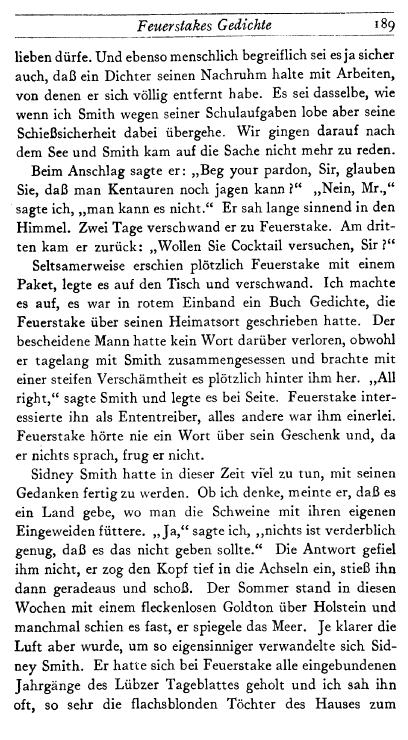 Feuerstakes Gedichte 189
lieben dürfe. Und ebenso menschlich begreiflich sei es ja sicher
auch, daß ein Dichter seinen Nachruhm halte mit Arbeiten,
von denen er sich völlig entfernt habe. Es sei dasselbe, wie
wenn ich Smith wegen seiner Schulaufgaben lobe aber seine
Schießsicherheit dabei übergehe. Wir gingen darauf nach
dem See und Smith kam auf die Sache nicht mehr zu reden.
Beim Anschlag sagte er: „Beg your pardon, Sir, glauben
Sie, daß man Kentauren noch jagen kann?“ „Nein, Mr.,“
sagte ich, „man kann es nicht.“ Er sah lange sinnend in den
Himmel. Zwei Tage verschwand er zu Feuerstake. Am drit-
ten kam er zurück: „Wollen Sie Cocktail versuchen, Sir?“
Seltsamerweise erschien plötzlich Feuerstake mit einem
Paket, legte es auf den Tisch und verschwand. Ich machte
es auf, es war in rotem Einband ein Buch Gedichte, die
Feuerstake über seinen Heimatsort geschrieben hatte. Der
bescheidene Mann hatte kein Wort darüber verloren, obwohl
er tagelang mit Smith zusammengesessen und brachte mit
einer steifen Verschämtheit es plötzlich hinter ihm her. „All
right,“ sagte Smith und legte es bei Seite. Feuerstake inter-
essierte ihn als Ententreiber, alles andere war ihm einerlei.
Feuerstake hörte nie ein Wort über sein Geschenk und, da
er nichts sprach, frug er nicht.
Sidney Smith hatte in dieser Zeit viel zu tun, mit seinen
Gedanken fertig zu werden. Ob ich denke, meinte er, daß es
ein Land gebe, wo man die Schweine mit ihren eigenen
Eingeweiden füttere. „Ja,“ sagte ich, „nichts ist verderblich
genug, daß es das nicht geben sollte.“ Die Antwort gefiel
ihm nicht, er zog den Kopf tief in die Achseln ein, stieß ihn
dann geradeaus und schoß. Der Sommer stand in diesen
Wochen mit einem fleckenlosen Goldton über Holstein und
manchmal schien es fast, er spiegele das Meer. Je klarer die
Luft aber wurde, um so eigensinniger verwandelte sich Sid-
ney Smith. Er hatte sich bei Feuerstake alle eingebundenen
Jahrgänge des Lübzer Tageblattes geholt und ich sah ihn
oft, so sehr die flachsblonden Töchter des Hauses zum